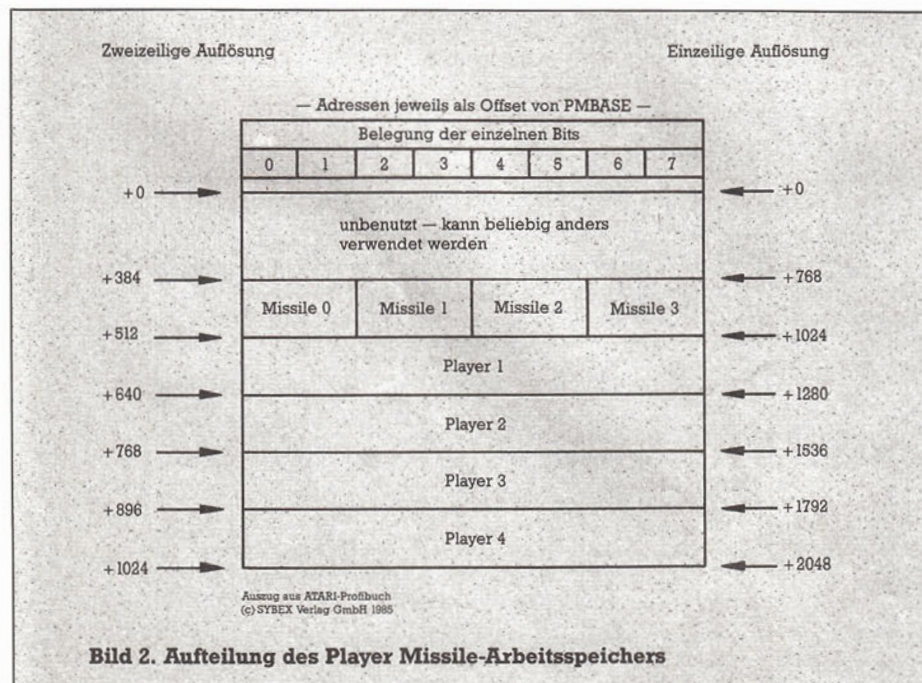 Zweizeilige Auflösung
Einzeilige Auflösung
— Adressen jeweils als Offset von PMBASE —
Belegung der einzelnen Bits
0 1 2 3 4 5 6 7
+0
+0
unbenutzt — kann beliebig anders
verwendet werden
+384
+768
Missile 0 Missile 1 Missile 2 Missile 3
+512
+1024
Player 1
+640
+1280
Player 2
+768
+1536
Player 3
+896
+1792
Player 4
+1024
+2048
Auszug aus ATARI-Profibuch
(c) SYBEX Verlag GmbH 1985
Bild 2. Aufteilung des Player Missile-Arbeitsspeichers